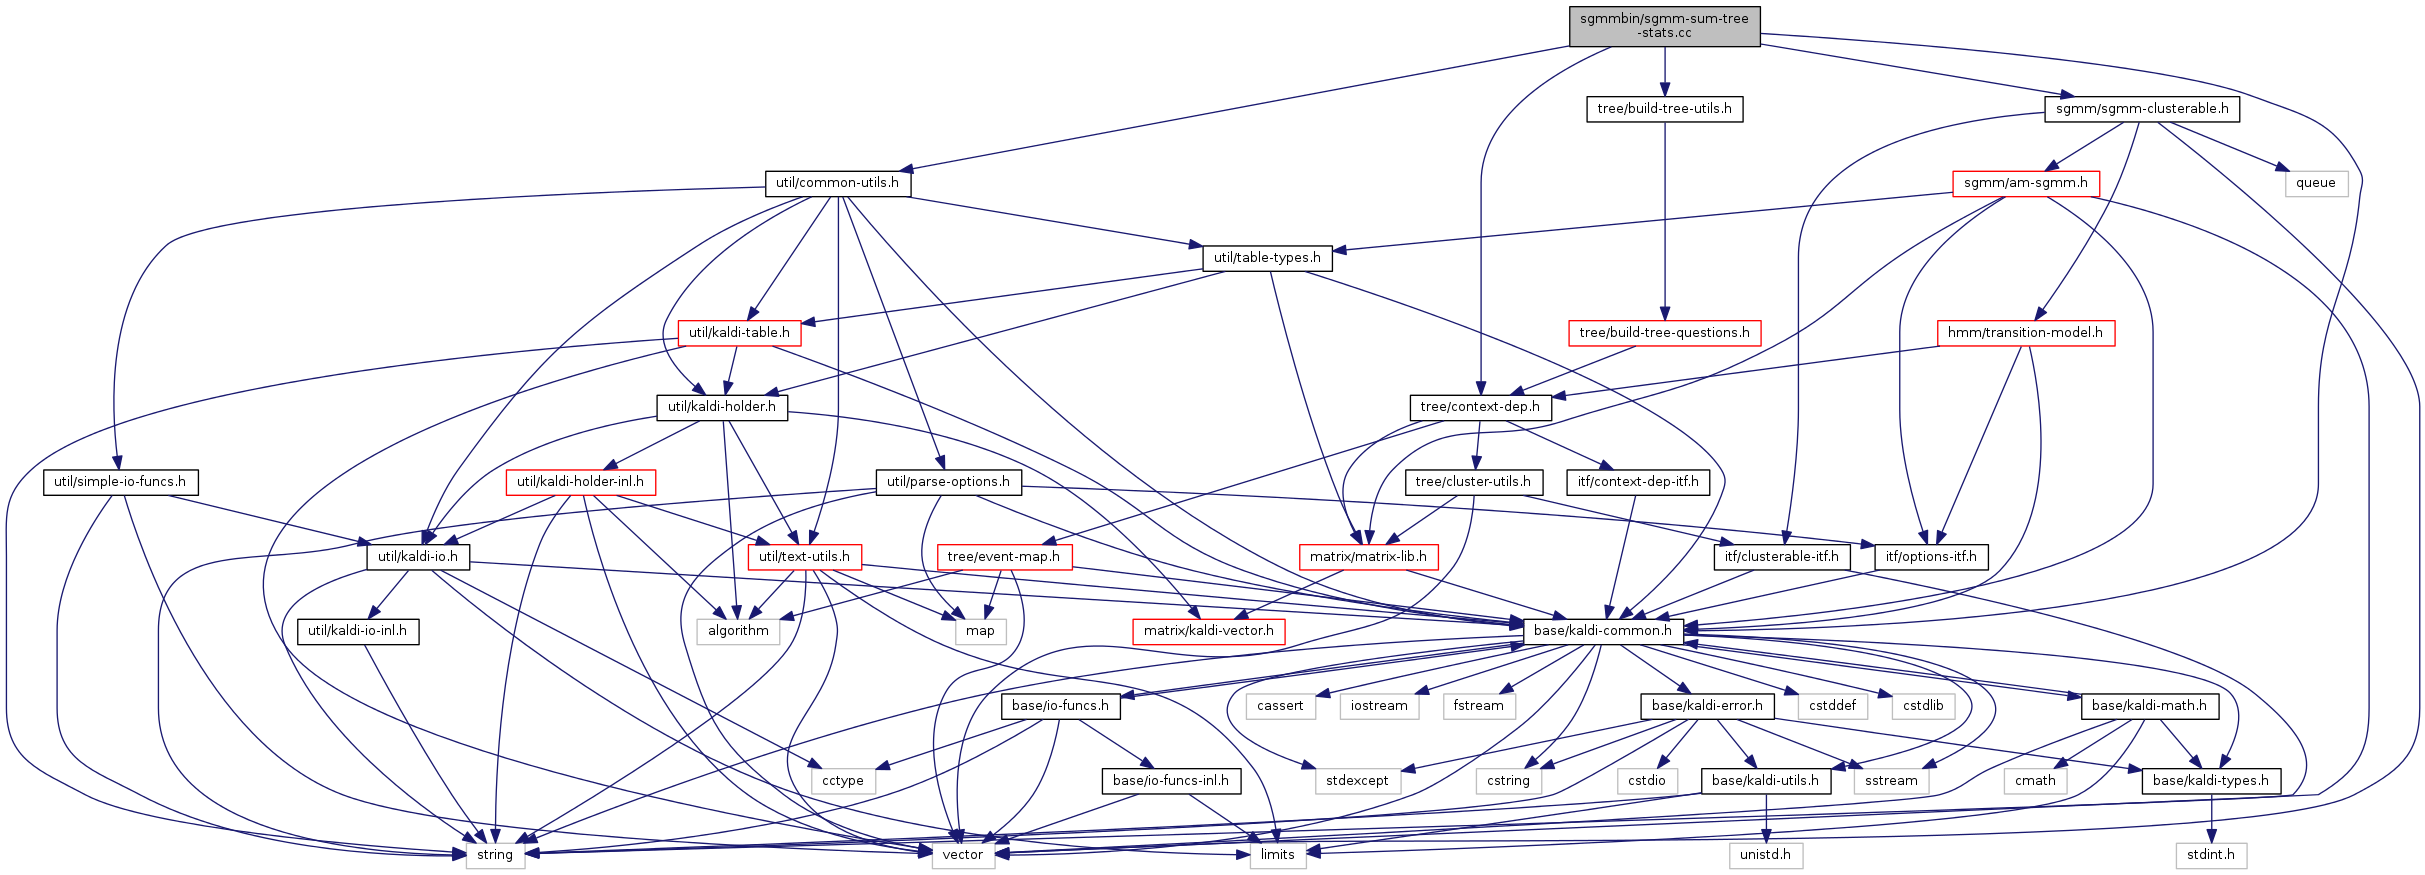 sgmmbin/sgmm-sum-tree
-stats.cc
tree/build-tree-utils.h
sgmm/sgmm-clusterable.h
util/common-utils.h
sgmm/am-sgmm.h
queue
util/table-types.h
util/kaldi-table.h
tree/build-tree-questions.h
hmm/transition-model.h
util/kaldi-holder.h
tree/context-dep.h
util/simple-io-funcs.h
util/kaldi-holder-inl.h
util/parse-options.h
tree/cluster-utils.h
itf/context-dep-itf.h
util/kaldi-io.h
util/text-utils.h
tree/event-map.h
matrix/matrix-lib.h
itf/clusterable-itf.h
itf/options-itf.h
util/kaldi-io-inl.h
algorithm
map
matrix/kaldi-vector.h
base/kaldi-common.h
base/io-funcs.h
cassert
iostream
fstream
base/kaldi-error.h
cstddef
cstdlib
base/kaldi-math.h
cctype
base/io-funcs-inl.h
stdexcept
cstring
cstdio
base/kaldi-utils.h
sstream
cmath
base/kaldi-types.h
string
vector
limits
unistd.h
stdint.h